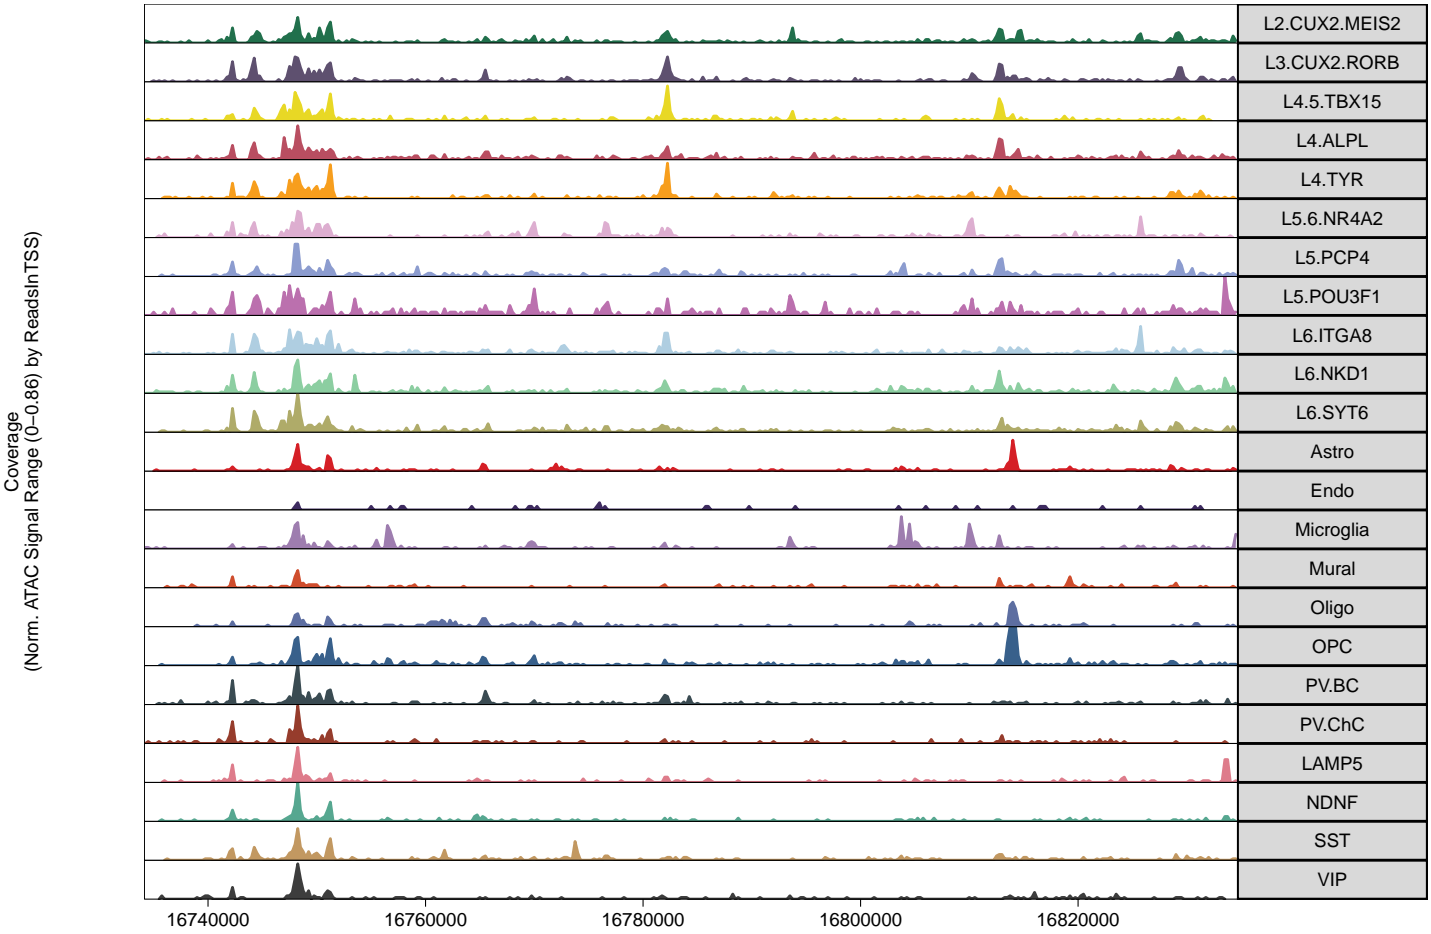 L2.CUX2.MEIS2
L3.CUX2.RORB
L4.5.TBX15
L4.ALPL
L4.TYR
L5.6.NR4A2
L5.PCP4
L5.POU3F1
L6.ITGA8
L6.NKD1
L6.SYT6
Astro
Endo
Microglia
Mural
Oligo
OPC
PV.BC
PV.ChC
LAMP5
NDNF
SST
VIP
Coverage
(Norm. ATAC Signal Range (0−0.86) by ReadsInTSS)
16740000 16760000 16780000 16800000 16820000